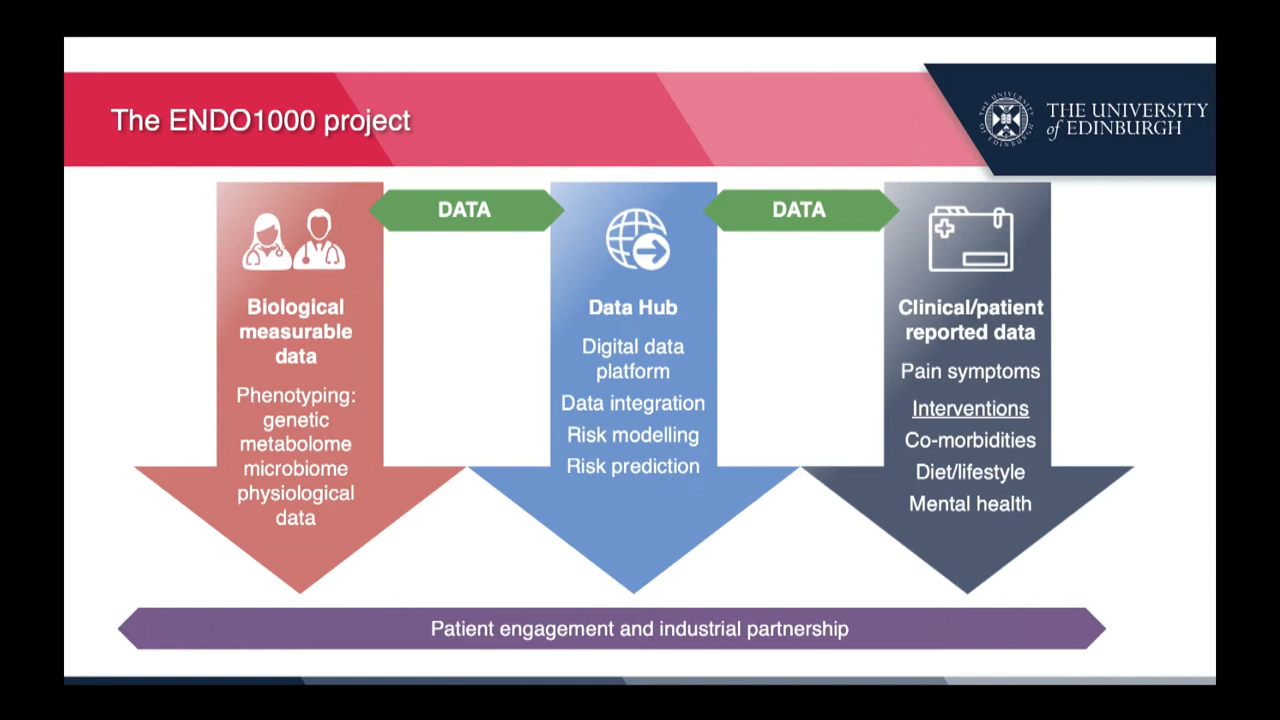 The ENDO1000 project
THE UNIVERSITY
of EDINBURGH
DATA
DATA
Biological
measurable
data
Phenotyping:
genetic
metabolome
microbiome
physiological
data
Data Hub
Digital data
platform
Data integration
Risk modelling
Risk prediction
Clinical/patient
reported data
Pain symptoms
Interventions
Co-morbidities
Diet/lifestyle
Mental health
Patient engagement and industrial partnership